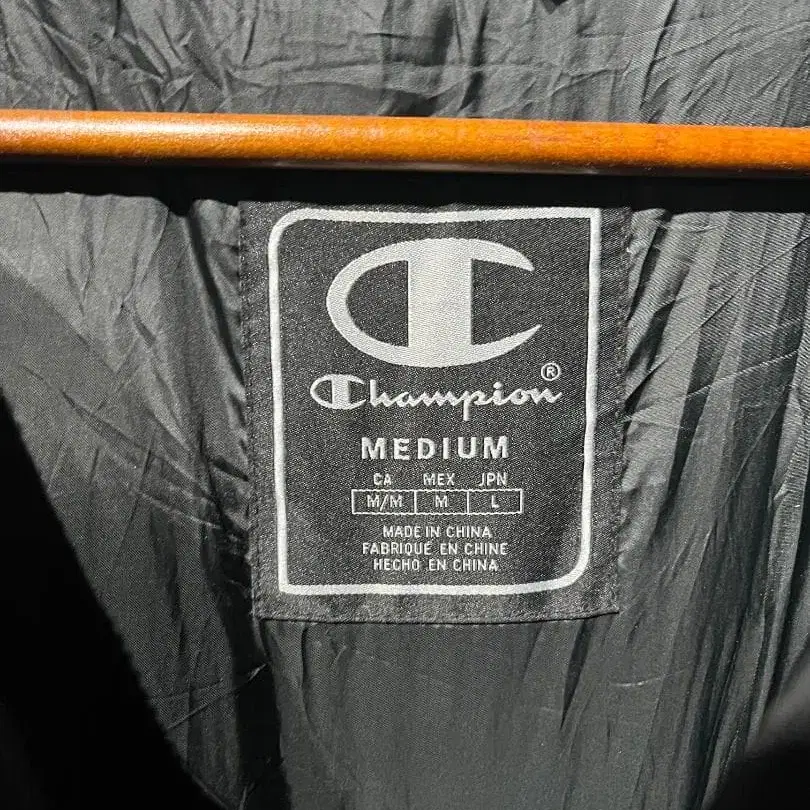 C
Champion®
MEDIUM
CA MEX JPN
M/M M L
MADE IN CHINA
FABRIQUÉ EN CHINE
HECHO EN CHINA